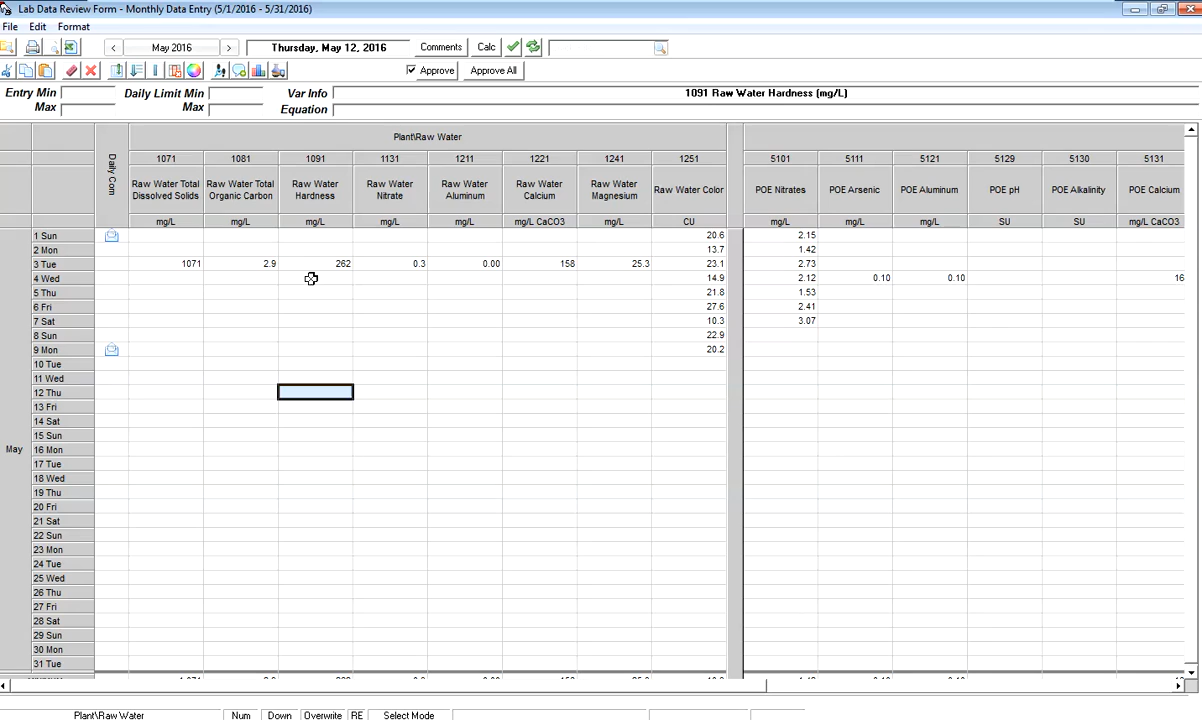 Lab Data Review Form - Monthly Data Entry (5/1/2016 - 5/31/2016)
File Edit Format
< May 2016 > Thursday, May 12, 2016 Comments Calc
Approve Approve All
Entry Min Daily Limit Min Var Info 1091 Raw Water Hardness (mg/L)
Max Max Equation
Daily Com
Plant\Raw Water
1071 1081 1091 1131 1211 1221 1241 1251 5101 5111 5121 5129 5130 5131
Raw Water Total Dissolved Solids Raw Water Total Organic Carbon Raw Water Hardness Raw Water Nitrate Raw Water Aluminum Raw Water Calcium Raw Water Magnesium Raw Water Color POE Nitrates POE Arsenic POE Aluminum POE pH POE Alkalinity POE Calcium
mg/L mg/L mg/L mg/L mg/L mg/L CaCO3 mg/L CU mg/L mg/L mg/L SU SU mg/L CaCO3
1 Sun 20.6 2.15
2 Mon 13.7 1.42
3 Tue 1071 2.9 262 0.3 0.00 158 25.3 23.1 2.73
4 Wed 14.9 2.12 0.10 0.10 16
5 Thu 21.8 1.53
6 Fri 27.6 2.41
7 Sat 10.3 3.07
8 Sun 22.9
9 Mon 20.2
10 Tue
11 Wed
12 Thu
13 Fri
14 Sat
15 Sun
May
16 Mon
17 Tue
18 Wed
19 Thu
20 Fri
21 Sat
22 Sun
23 Mon
24 Tue
25 Wed
26 Thu
27 Fri
28 Sat
29 Sun
30 Mon
31 Tue
Plant\Raw Water Num Down Overwrite RE Select Mode